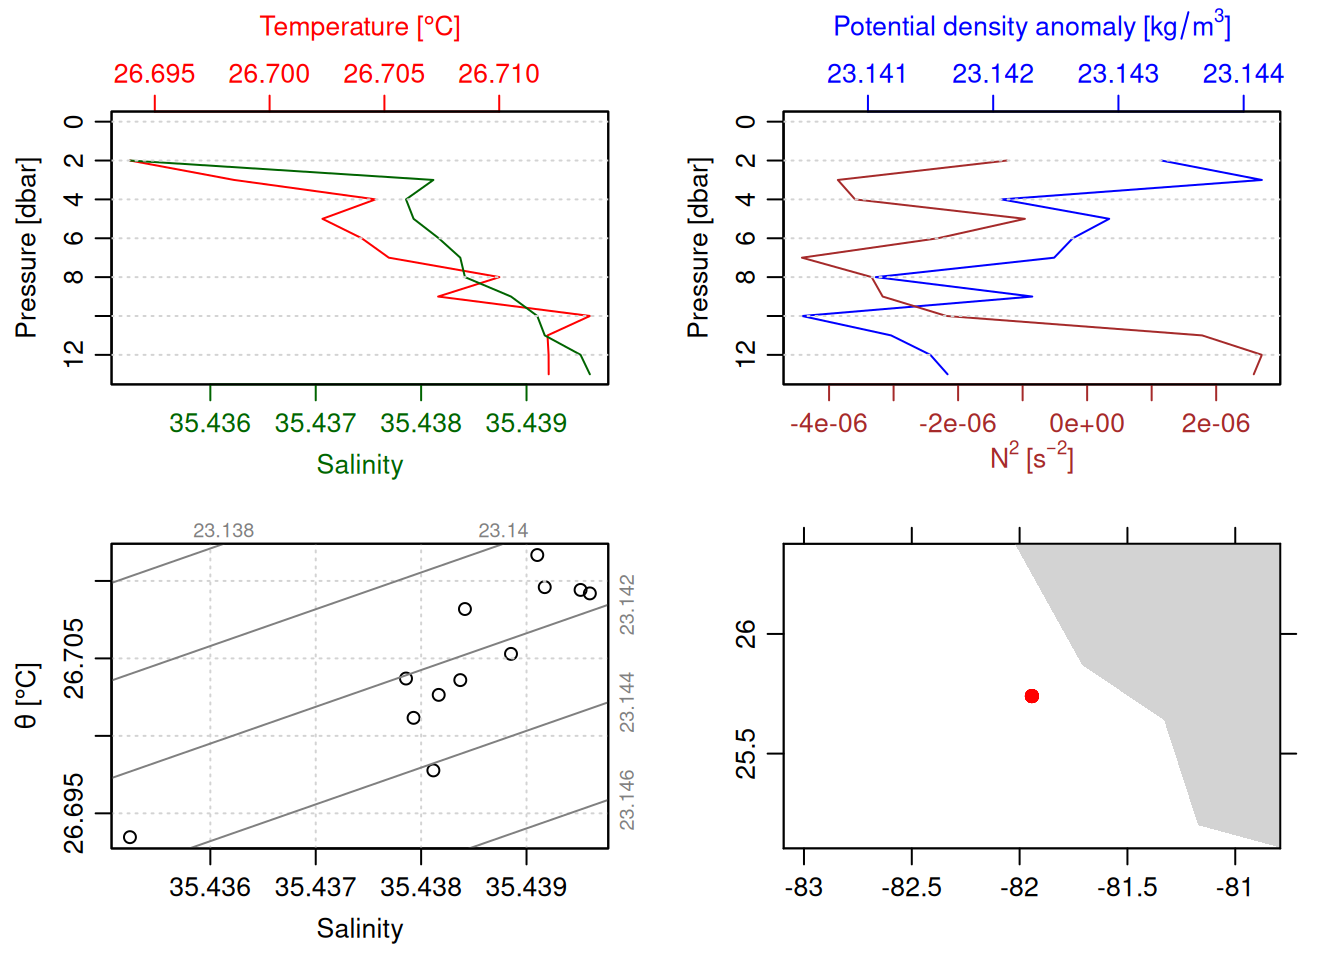 Temperature [°C]
26.695 26.700 26.705 26.710
Pressure [dbar]
0
2
4
6
8
12
35.436 35.437 35.438 35.439
Salinity
Potential density anomaly [kg/m³]
23.141 23.142 23.143 23.144
Pressure [dbar]
0
2
4
6
8
12
-4e-06 -2e-06 0e+00 2e-06
N² [s⁻²]
23.138 23.14
θ [°C]
26.705
26.695
23.142
23.144
23.146
35.436 35.437 35.438 35.439
Salinity
26
25.5
-83 -82.5 -82 -81.5 -81